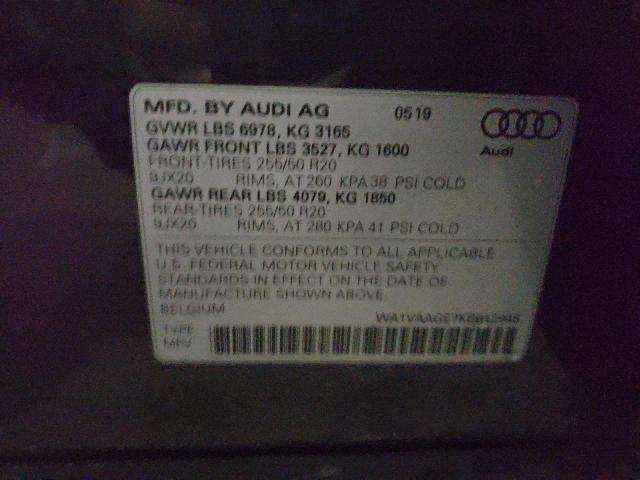 MFD. BY AUDI AG 0519
GVWR LBS 6978, KG 3165
GAWR FRONT LBS 3527, KG 1600
FRONT-TIRES 255/50 R20
9JX20 RIMS, AT 260 KPA 38 PSI COLD
GAWR REAR LBS 4079, KG 1850
REAR-TIRES 255/50 R20
9JX20 RIMS, AT 280 KPA 41 PSI COLD
Audi
THIS VEHICLE CONFORMS TO ALL APPLICABLE
U.S. FEDERAL MOTOR VEHICLE SAFETY
STANDARDS IN EFFECT ON THE DATE OF
MANUFACTURE SHOWN ABOVE
BELGIUM
TYPE:
MPV